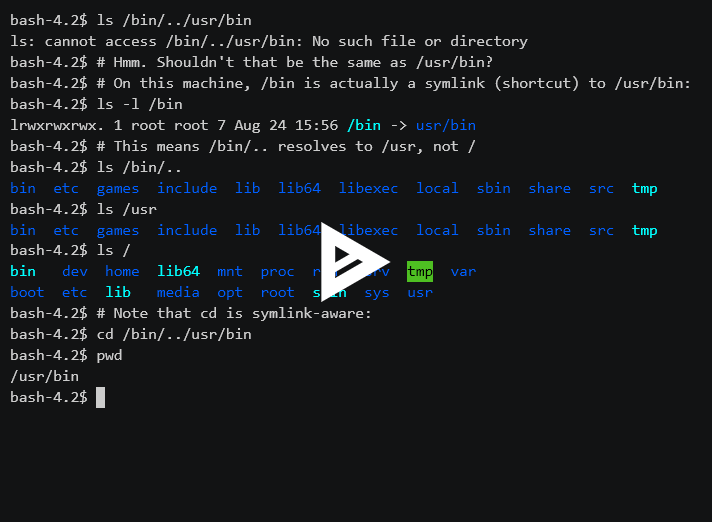 bash-4.2$ ls /bin/../usr/bin
ls: cannot access /bin/../usr/bin: No such file or directory
bash-4.2$ # Hmm. Shouldn't that be the same as /usr/bin?
bash-4.2$ # On this machine, /bin is actually a symlink (shortcut) to /usr/bin:
bash-4.2$ ls -l /bin
lrwxrwxrwx. 1 root root 7 Aug 24 15:56 /bin -> usr/bin
bash-4.2$ # This means /bin/.. resolves to /usr, not /
bash-4.2$ ls /bin/..
bin etc games include lib lib64 libexec local sbin share src tmp
bash-4.2$ ls /usr
bin etc games include lib lib64 libexec local sbin share src tmp
bash-4.2$ ls /
bin dev home lib64 mnt proc tmp var
boot etc lib media opt root sys usr
bash-4.2$ # Note that cd is symlink-aware:
bash-4.2$ cd /bin/../usr/bin
bash-4.2$ pwd
/usr/bin
bash-4.2$